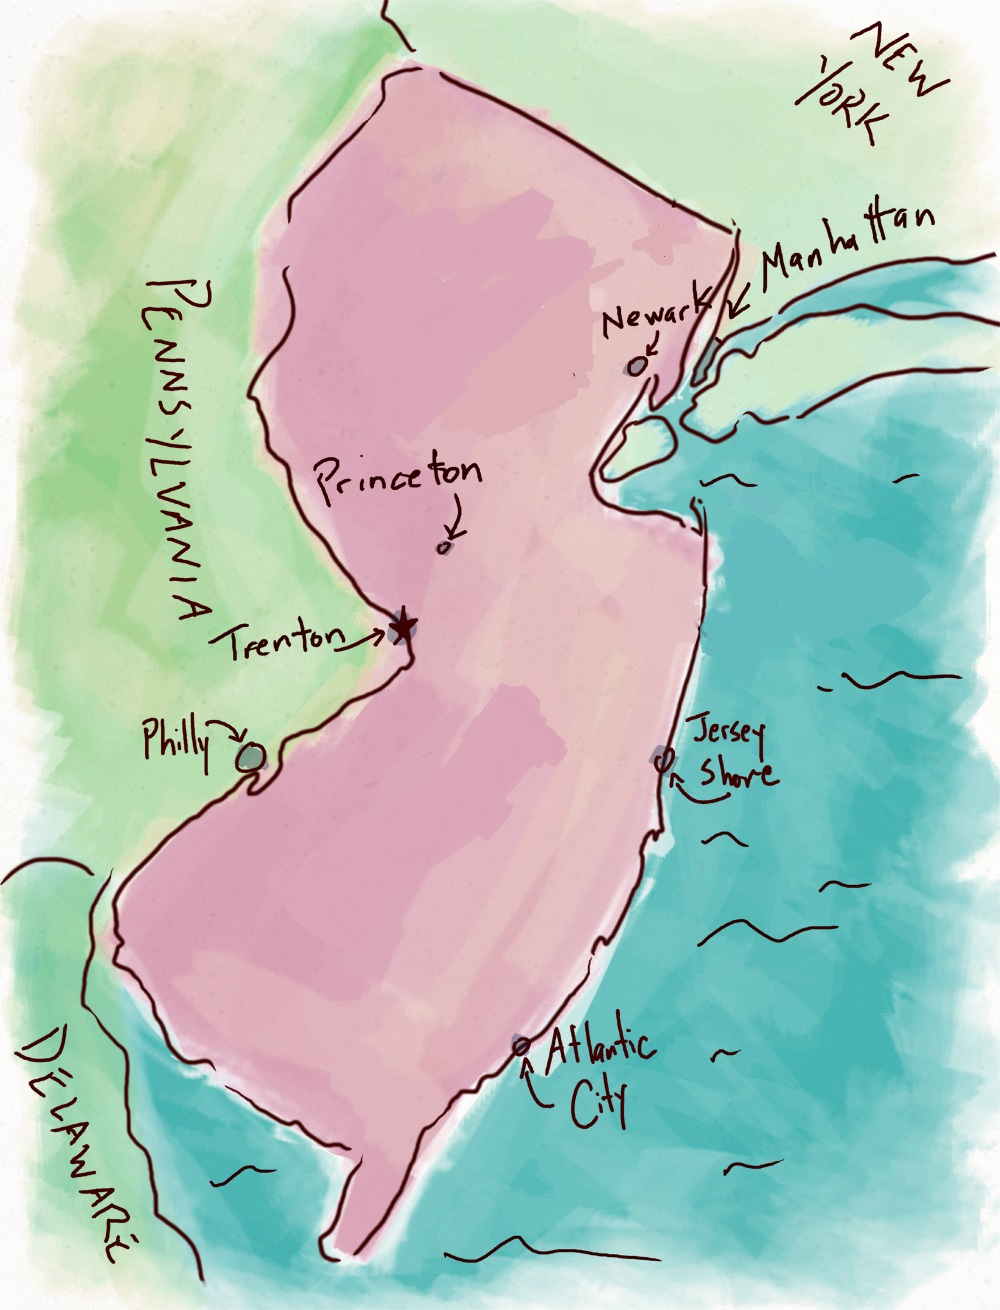 NEW
YORK
Manhattan
Newark
PENNSYLVANIA
Princeton
Trenton
Philly
Jersey
Shore
Atlantic
City
DELAWARE